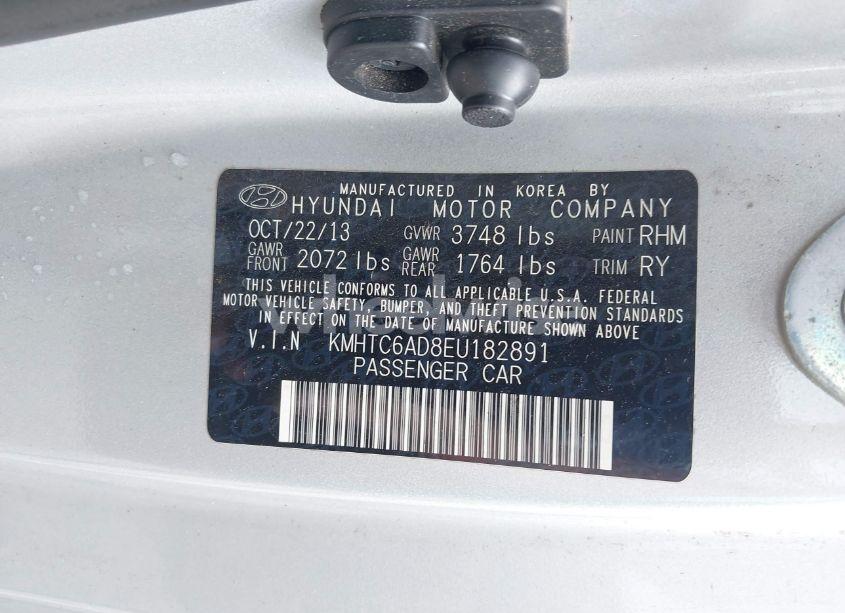 MANUFACTURED IN KOREA BY
HYUNDAI MOTOR COMPANY
OCT/22/13 GVWR 3748 lbs PAINT RHM
GAWR FRONT 2072 lbs GAWR REAR 1764 lbs TRIM RY
THIS VEHICLE CONFORMS TO ALL APPLICABLE U.S.A. FEDERAL
MOTOR VEHICLE SAFETY, BUMPER, AND THEFT PREVENTION STANDARDS
IN EFFECT ON THE DATE OF MANUFACTURE SHOWN ABOVE
V.I.N KMHTC6AD8EU182891
PASSENGER CAR